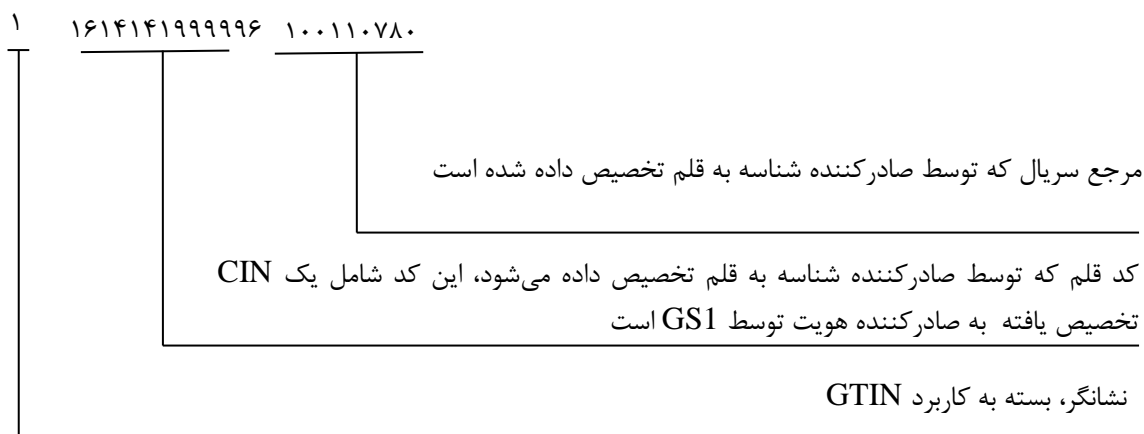 ۱ ۱۶۱۴۱۴۱۹۹۹۹۹۶ ۱۰۰۱۱۰۷۸۰
مرجع سریال که توسط صادرکننده شناسه به قلم تخصیص داده شده است
کد قلم که توسط صادرکننده شناسه به قلم تخصیص داده می‌شود، این کد شامل یک CIN
تخصیص یافته به صادرکننده هویت توسط GS1 است
نشانگر، بسته به کاربرد GTIN